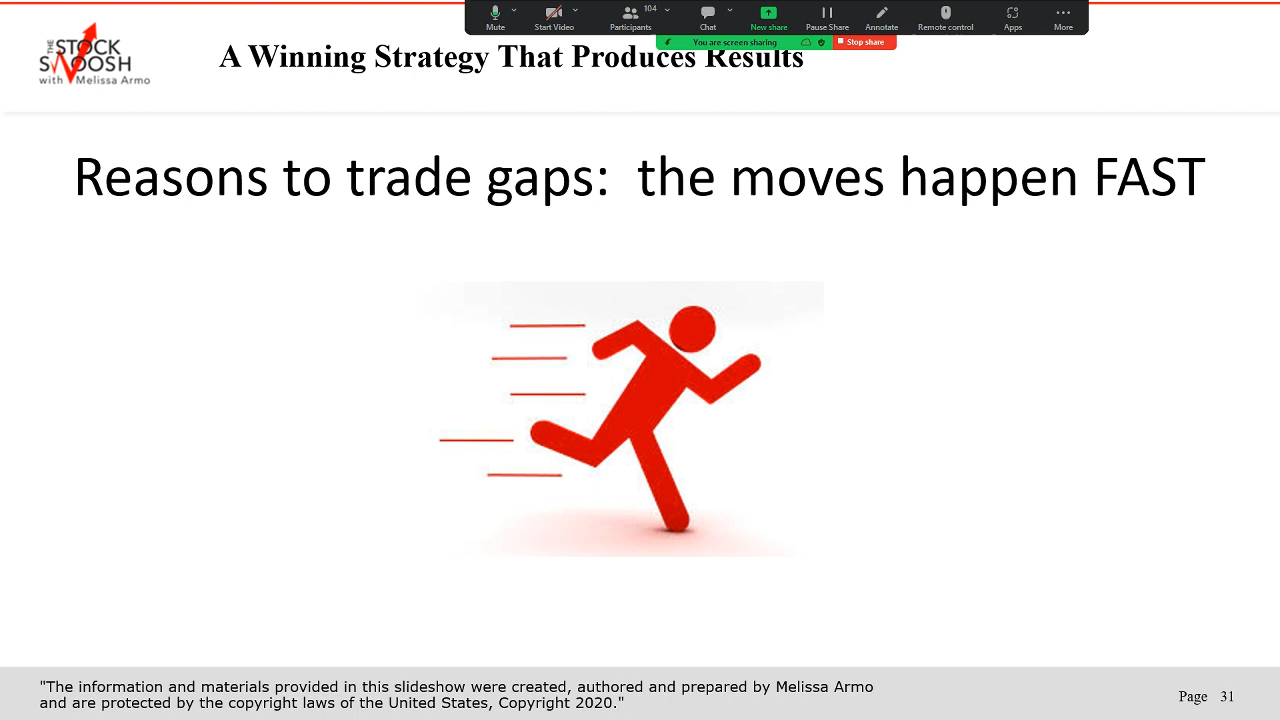 104
Mute
Start Video
Participants
Chat
New share
Pause Share
Annotate
Remote control
Apps
More
You are screen sharing
Stop share
THE STOCK
SWOOSH
with Melissa Armo
A Winning Strategy That Produces Results
Reasons to trade gaps:  the moves happen FAST
"The information and materials provided in this slideshow were created, authored and prepared by Melissa Armo
and are protected by the copyright laws of the United States, Copyright 2020."
Page 31